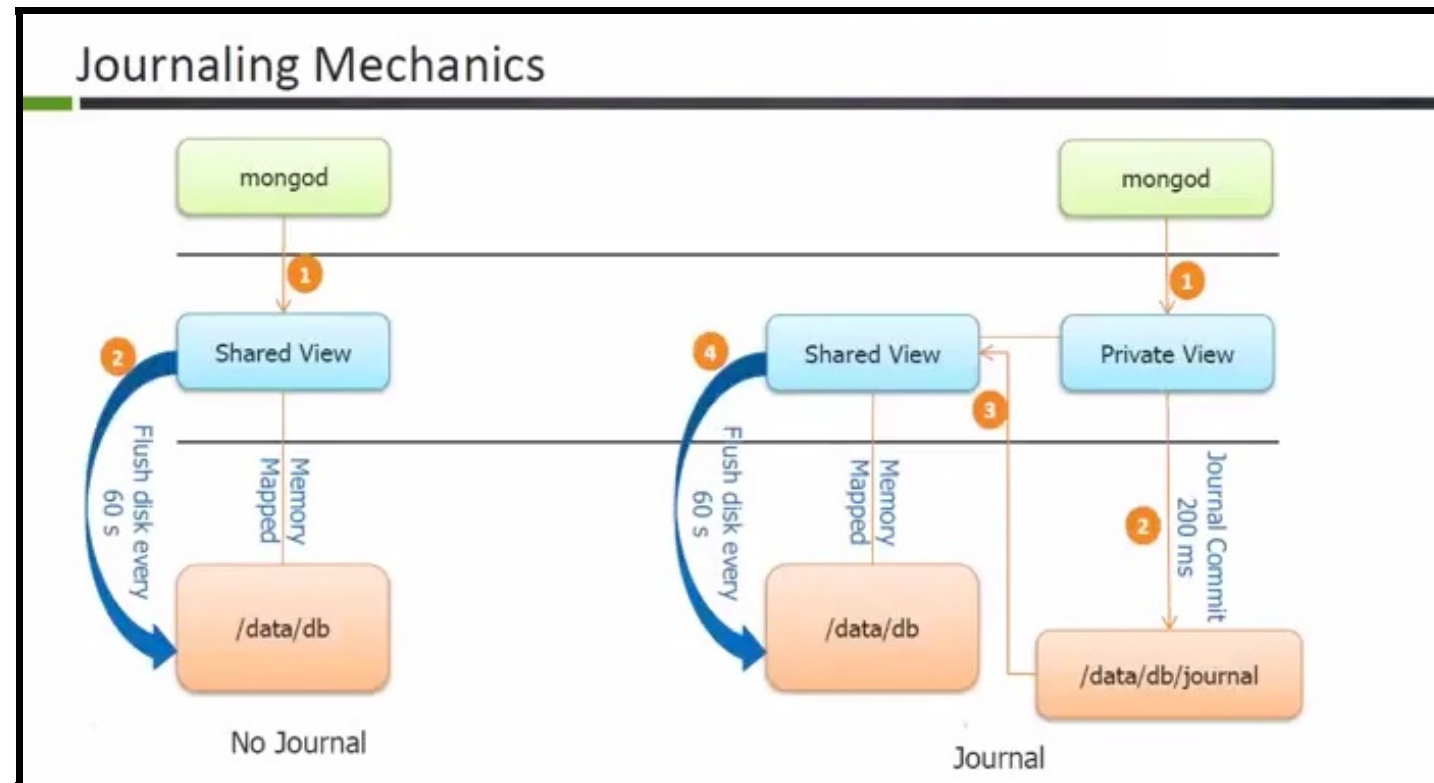 Journaling Mechanics
mongod
1
Shared View
2
Flush disk every
60 s
Memory
Mapped
/data/db
No Journal
mongod
1
Private View
Shared View
4
3
Flush disk every
60 s
Memory
Mapped
2
Journal Commit
200 ms
/data/db
/data/db/journal
Journal